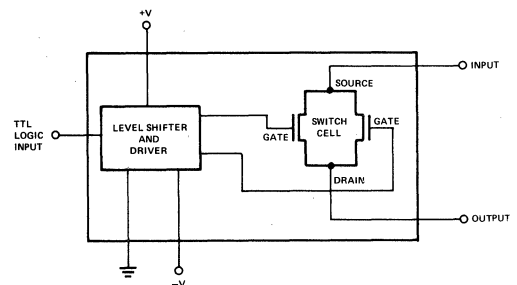 +V
INPUT
SOURCE
TTL
LOGIC
INPUT
LEVEL SHIFTER
AND
DRIVER
GATE
SWITCH
CELL
GATE
DRAIN
OUTPUT
–V